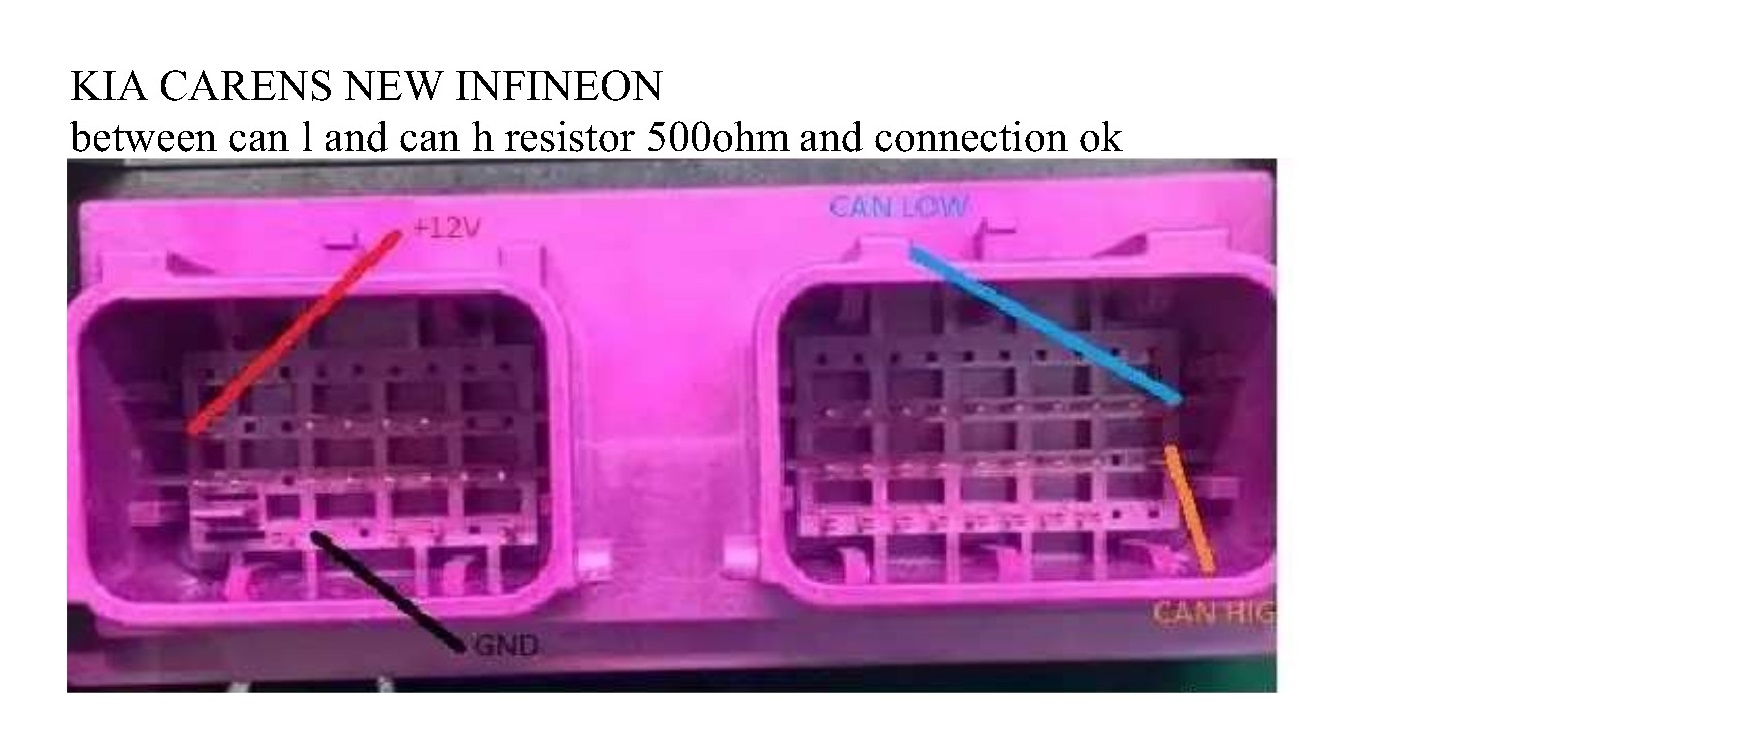 KIA CARENS NEW INFINEON
between can l and can h resistor 500ohm and connection ok
CAN LOW
+12V
CAN HIG
GND